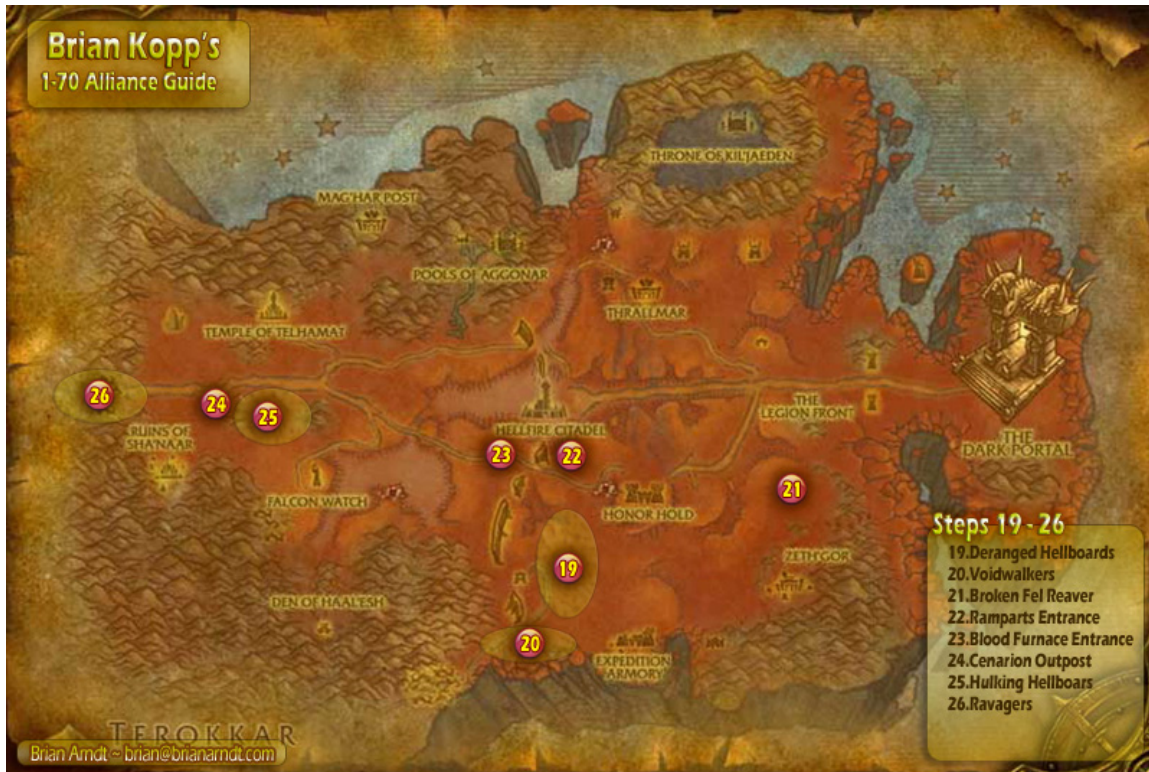 Brian Kopp's
1-70 Alliance Guide
THRONE OF KIL'JAEDEN
MAG'HAR POST
POOLS OF AGGONAR
THRALLMAR
TEMPLE OF TELHAMAT
26
24
25
THE
LEGION FRONT
RUINS OF
SHA'NAAR
HELLFIRE CITADEL
23
22
THE
DARK PORTAL
FALCON WATCH
HONOR HOLD
21
19
ZETH'GOR
DEN OF HAAL'ESH
20
EXPEDITION
ARMORY
Steps 19 - 26
19.Deranged Hellboards
20.Voidwalkers
21.Broken Fel Reaver
22.Ramparts Entrance
23.Blood Furnace Entrance
24.Cenarion Outpost
25.Hulking Hellboars
26.Ravagers
TEROKKAR
Brian Arndt ~ brian@brianarndt.com